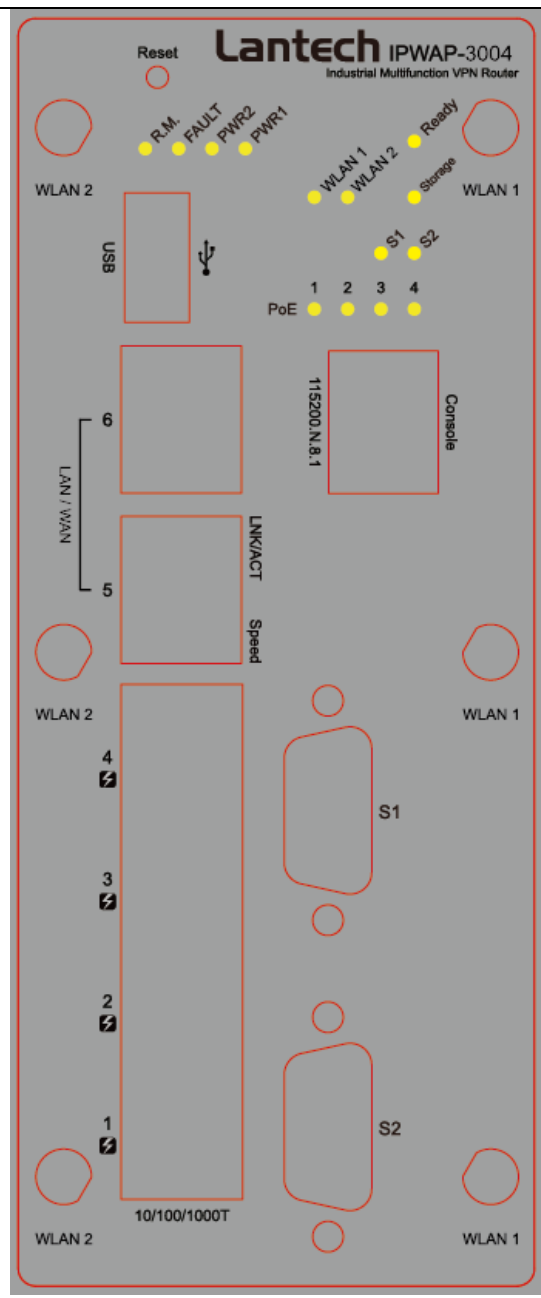 Reset
Lantech IPWAP-3004
Industrial Multifunction VPN Router
R.M.
FAULT
PWR2
PWR1
Ready
WLAN 1
WLAN 2
Storage
WLAN 2
WLAN 1
USB
S1
S2
1 2 3 4
PoE
6
115200.N.8.1
Console
LAN / WAN
LNK/ACT
5
Speed
WLAN 2
WLAN 1
4
S1
3
2
1
S2
10/100/1000T
WLAN 2
WLAN 1